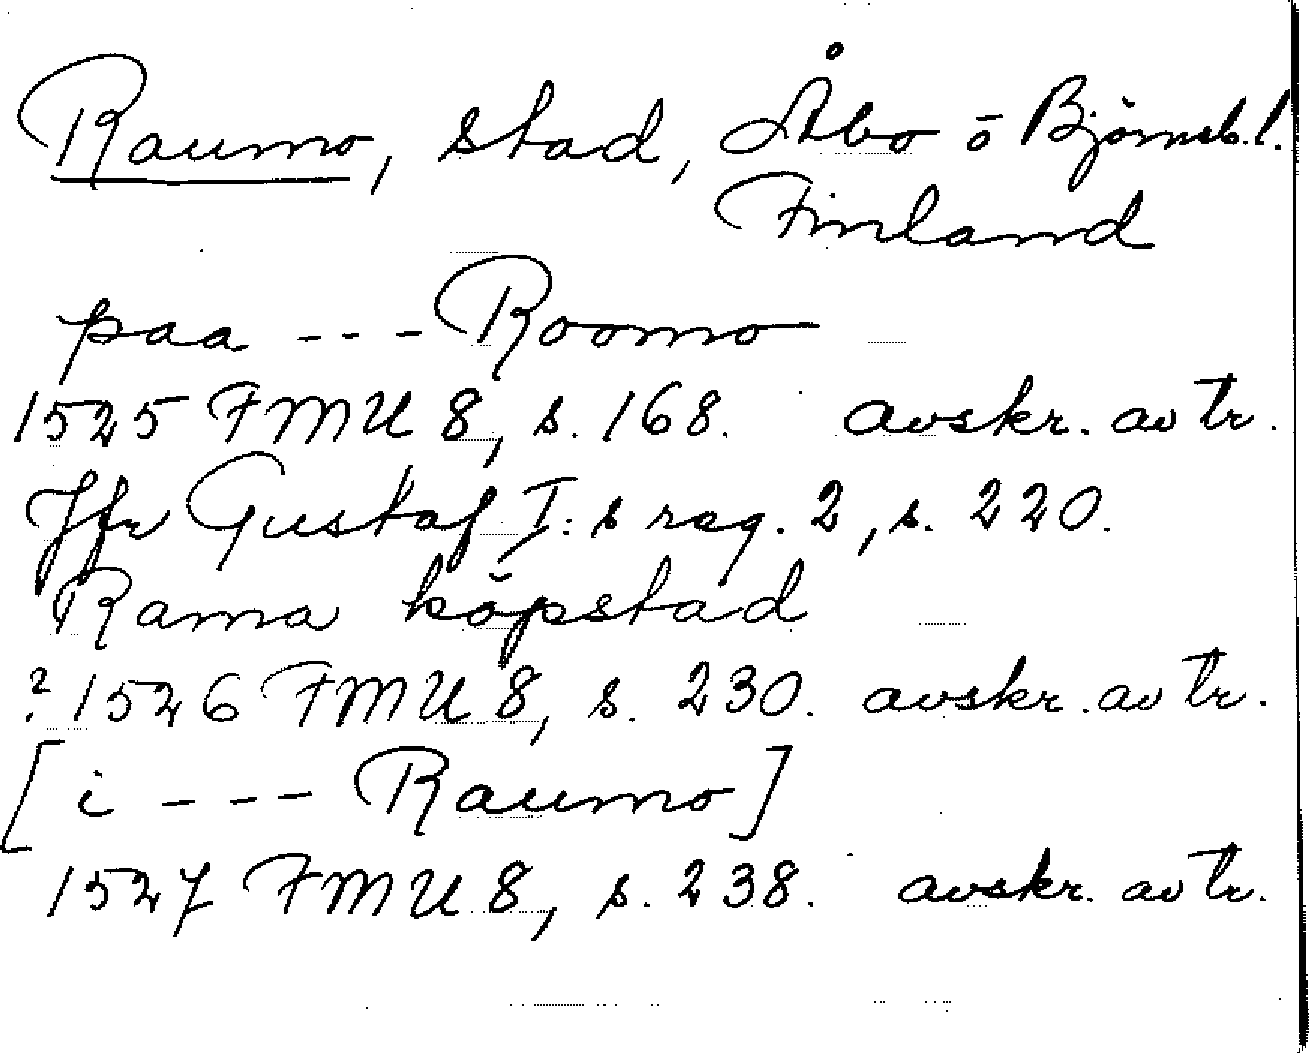 Raumo, stad, Åbo o Björneb. l.
Finland
paa --- Roomo
1525 FMU 8, s. 168. avskr. av tr.
Jfr Gustaf I:s reg. 2, s. 220.
Rama köpstad
? 1526 FMU 8, s. 230. avskr. av tr.
[i --- Raumo]
1527 FMU 8, s. 238. avskr. av tr.